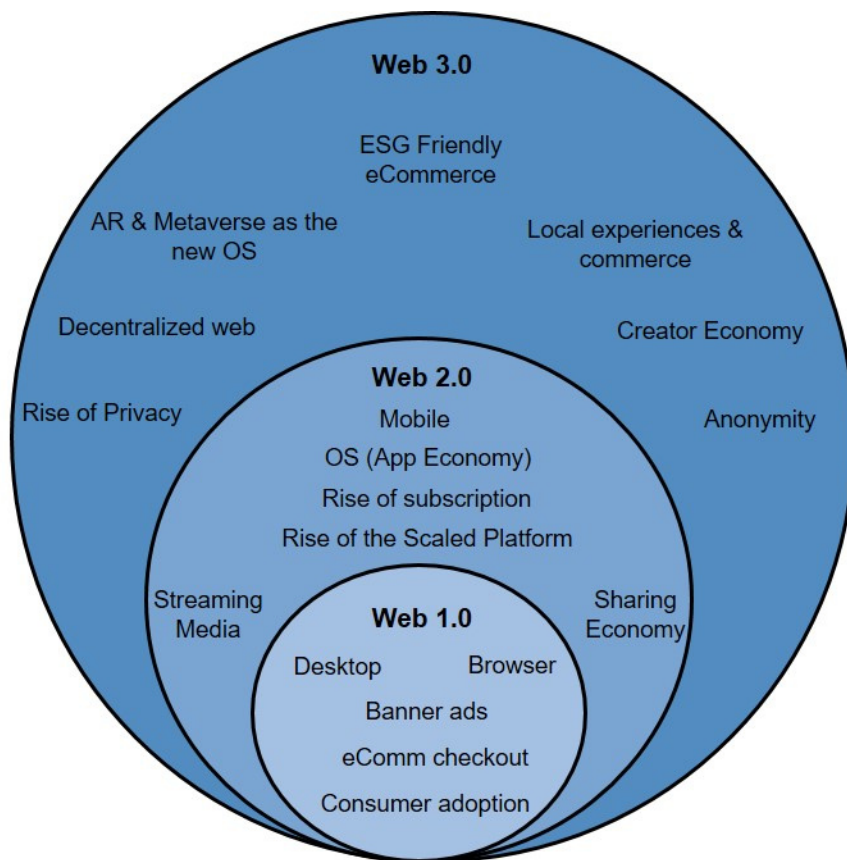 Web 3.0
ESG Friendly
eCommerce
AR & Metaverse as the
new OS
Local experiences &
commerce
Decentralized web
Creator Economy
Rise of Privacy
Anonymity
Web 2.0
Mobile
OS (App Economy)
Rise of subscription
Rise of the Scaled Platform
Streaming
Media
Sharing
Economy
Web 1.0
Desktop
Browser
Banner ads
eComm checkout
Consumer adoption